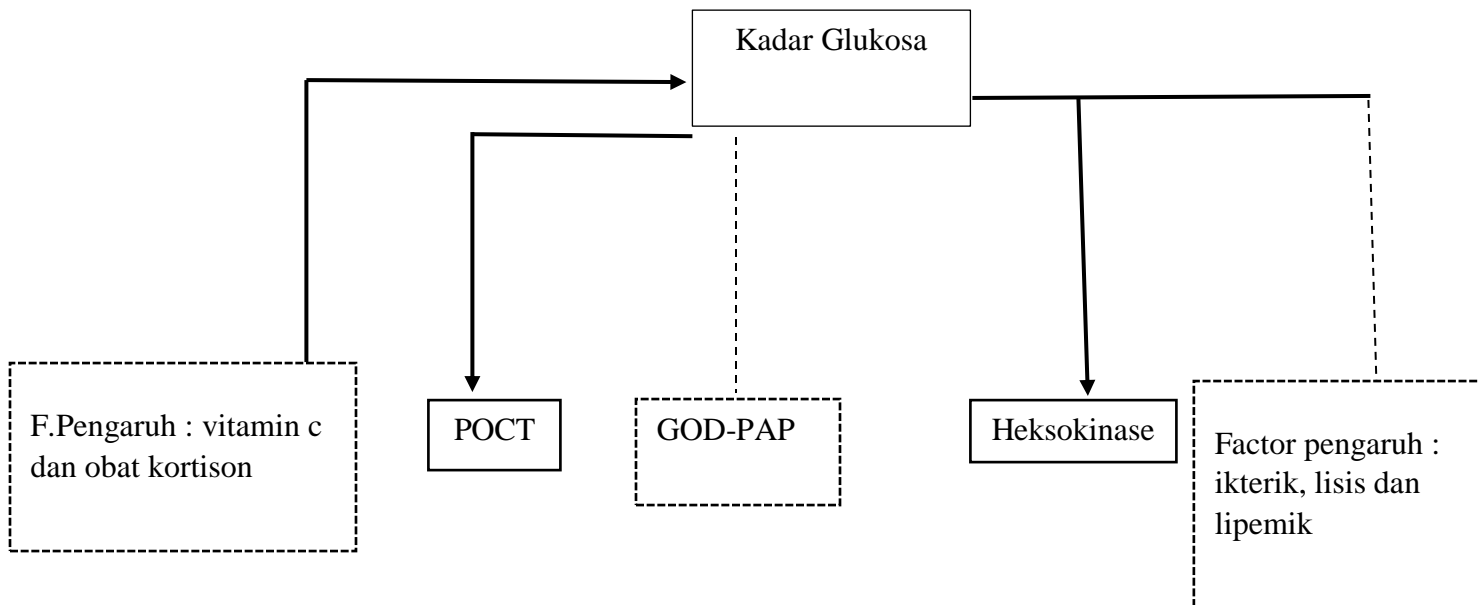 Kadar Glukosa
F.Pengaruh : vitamin c
dan obat kortison
POCT
GOD-PAP
Heksokinase
Factor pengaruh :
ikterik, lisis dan
lipemik